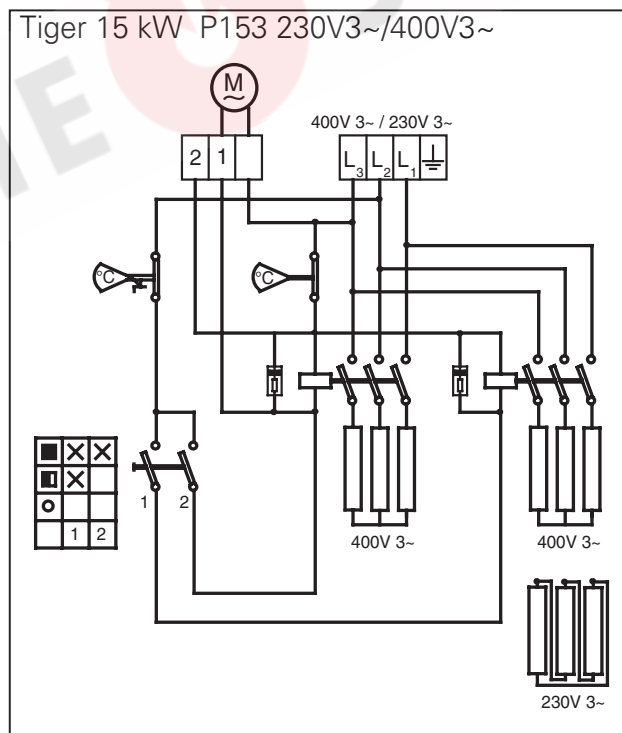 Tiger 15 kW P153 230V3~/400V3~
M
~
400V 3~ / 230V 3~
2 1 L3 L2 L1
°C °C
1 2
1 2
400V 3~ 400V 3~
230V 3~